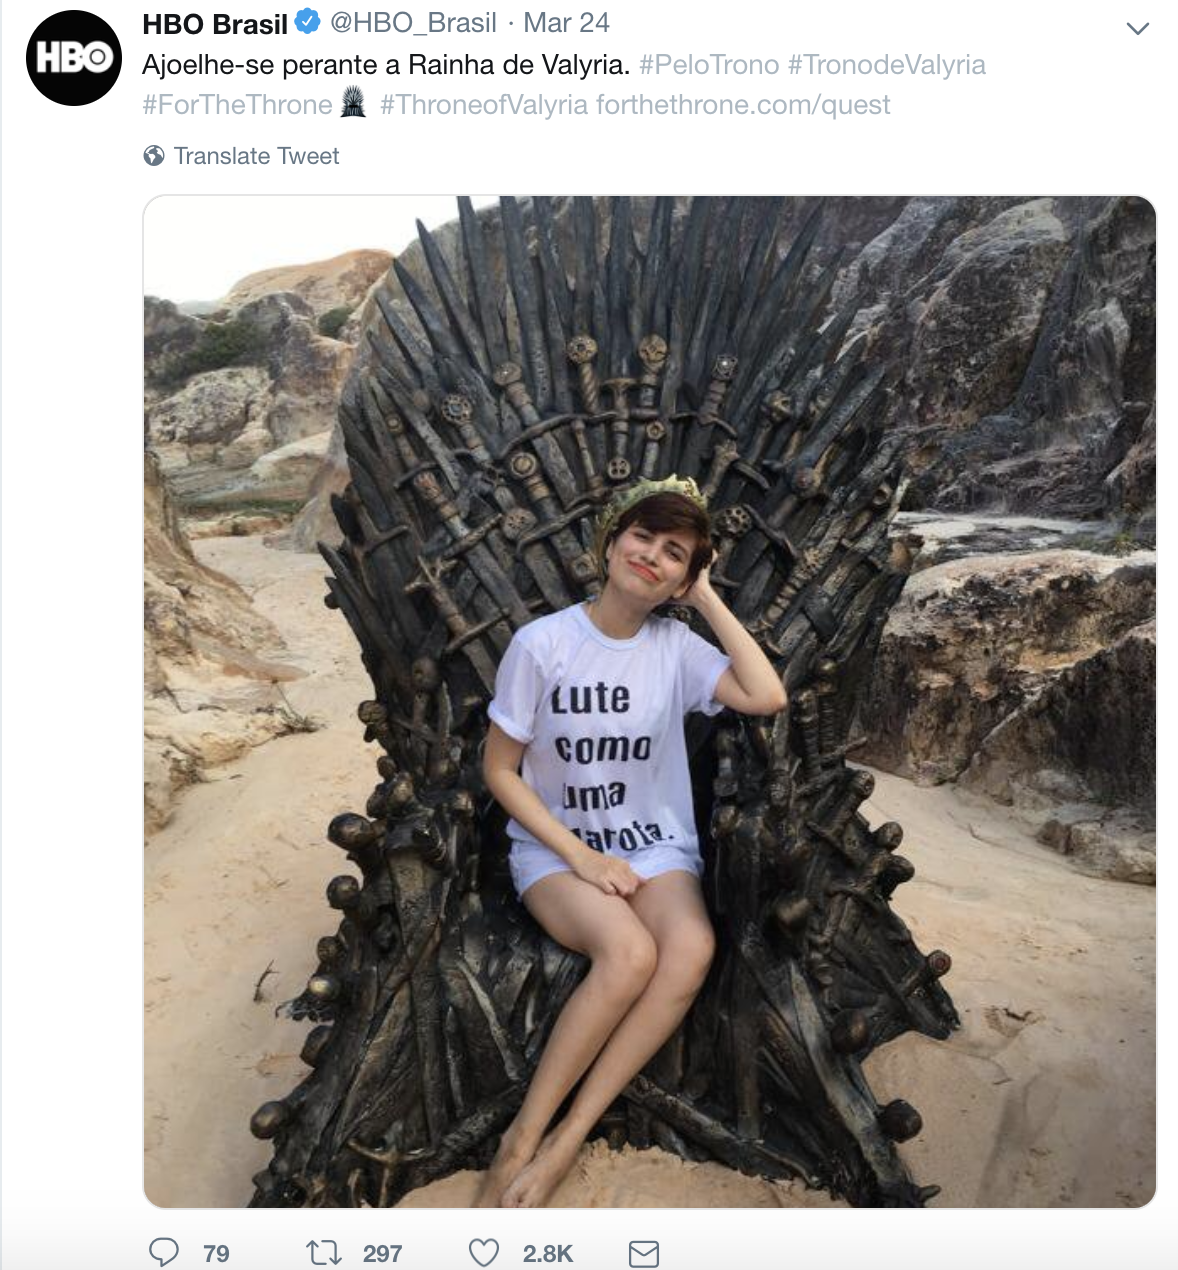 HBO
HBO Brasil @HBO_Brasil · Mar 24
Ajoelhe-se perante a Rainha de Valyria. #PeloTrono #TronodeValyria
#ForTheThrone #ThroneofValyria forthethrone.com/quest
Translate Tweet
Lute
como
uma
arota.
79 297 2.8K